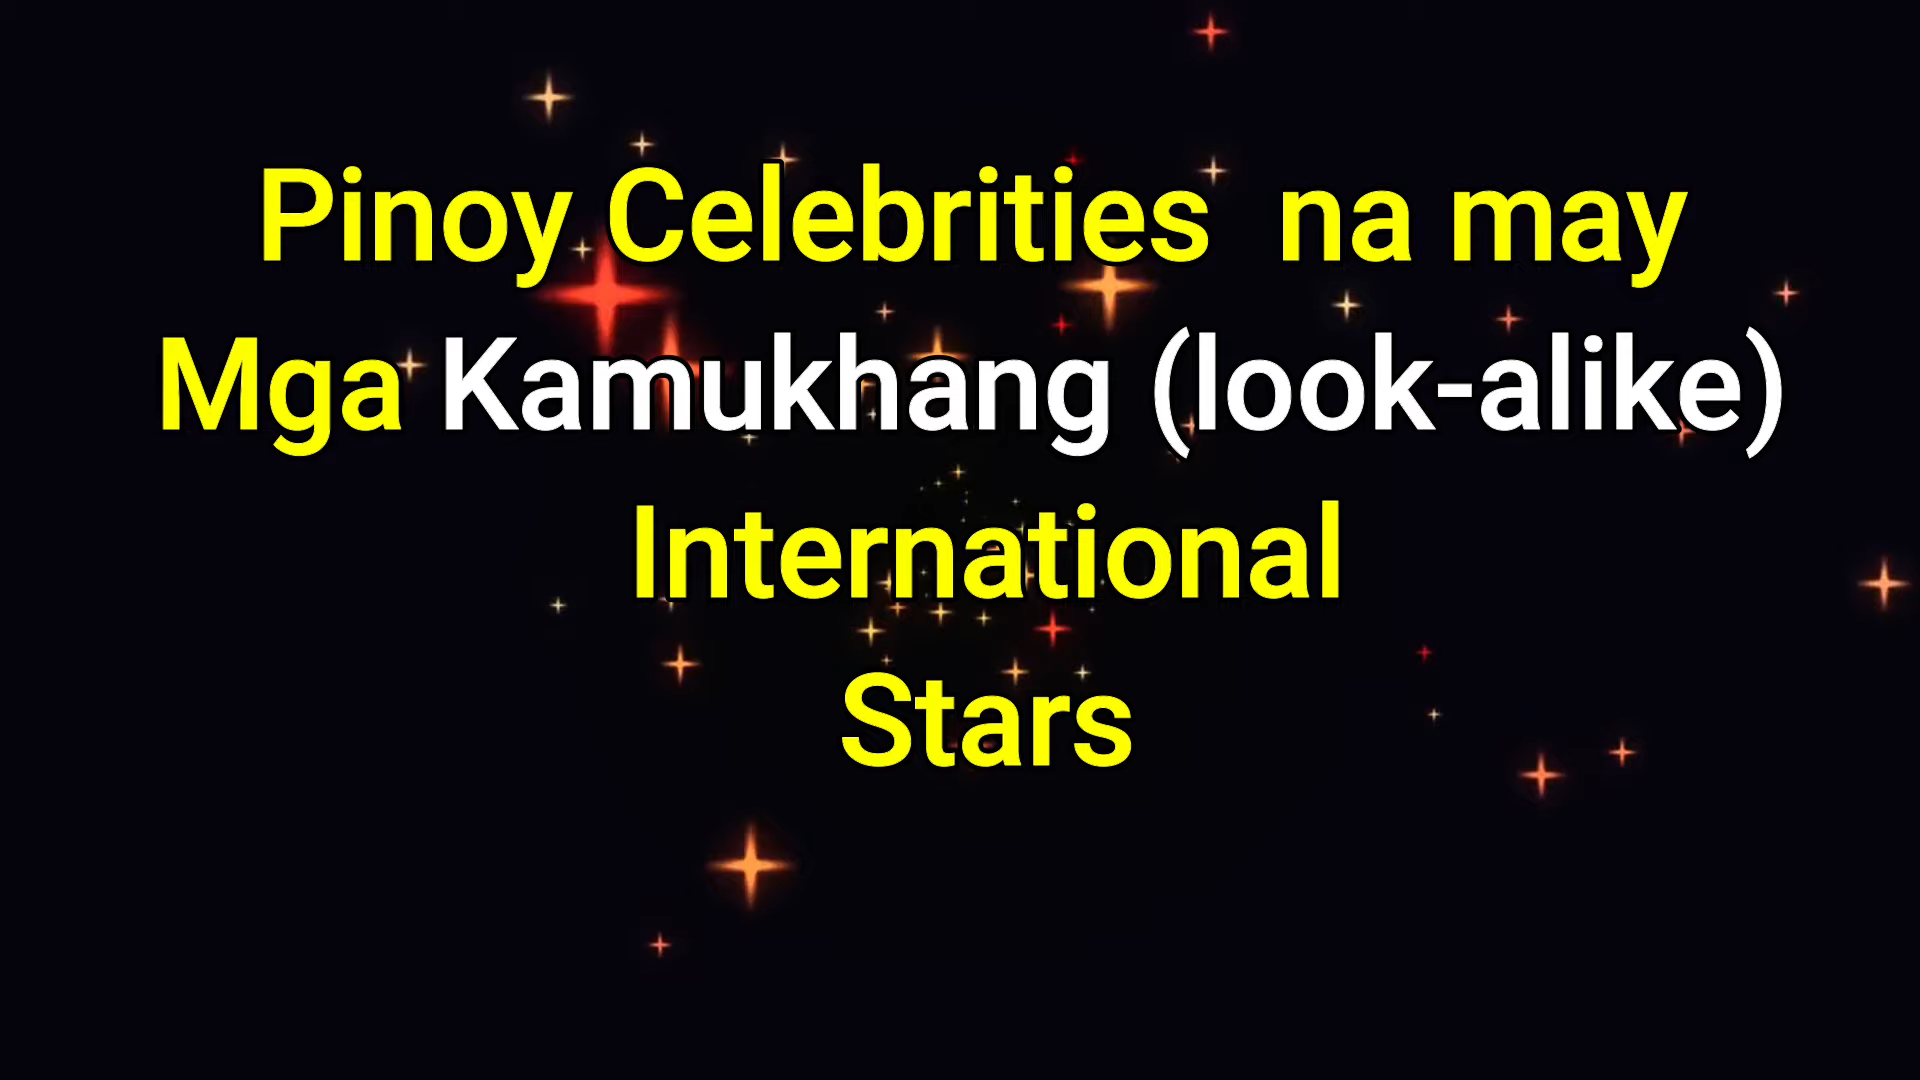 Pinoy Celebrities  na may
Mga Kamukhang (look-alike)
International
Stars